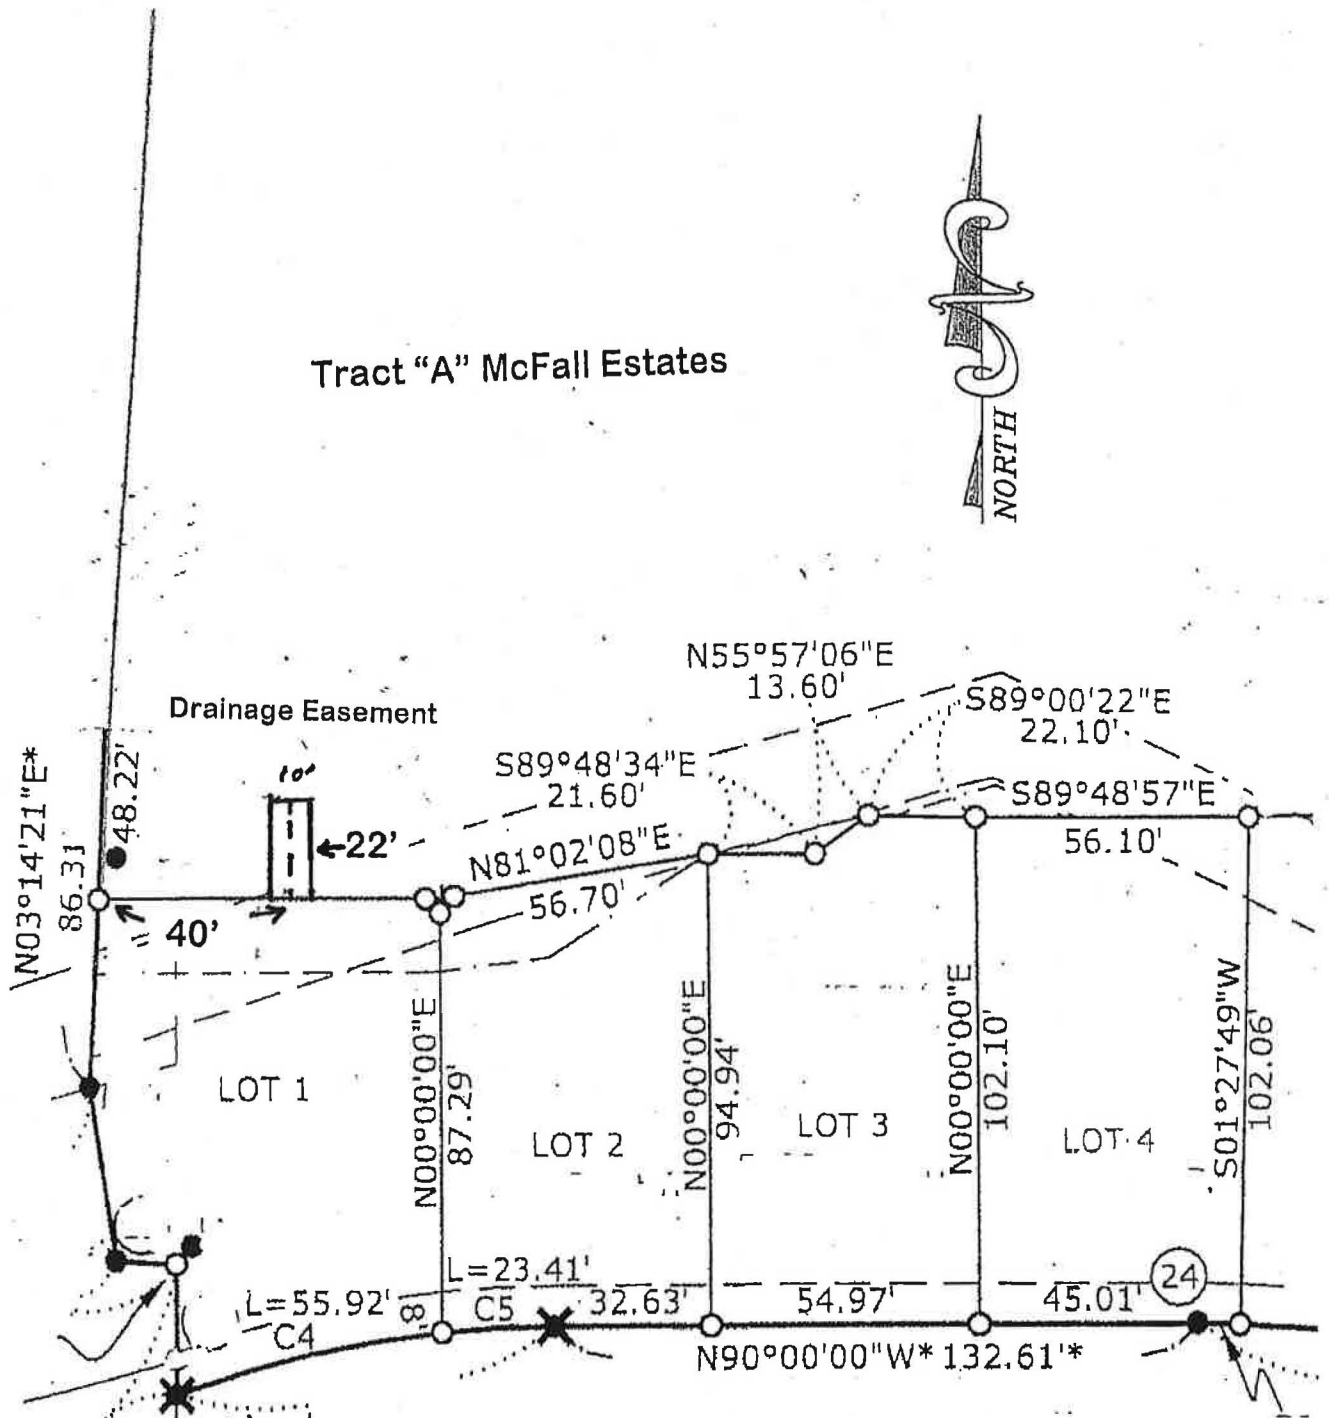 Tract “A” McFall Estates
NORTH
N55°57'06"E
13.60'
S89°00'22"E
22.10'
Drainage Easement
N03°14'21"E*
86.31
48.22'
10'
22'
40'
S89°48'34"E
21.60'
N81°02'08"E
56.70'
S89°48'57"E
56.10'
LOT 1
N00°00'00"E
87.29'
LOT 2
N00°00'00"E
94.94'
LOT 3
N00°00'00"E
102.10'
LOT 4
S01°27'49"W
102.06'
24
L=55.92'
C4
8'
L=23.41'
C5
32.63'
54.97'
45.01'
N90°00'00"W* 132.61'*